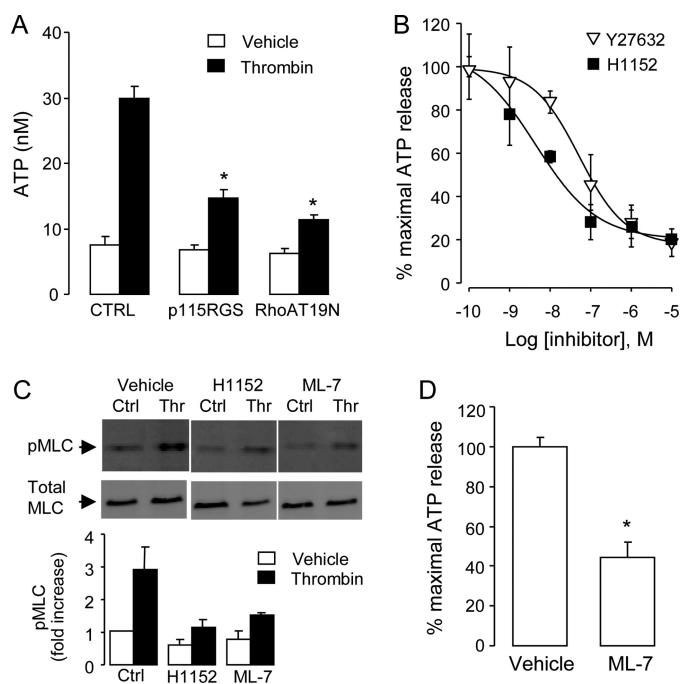 A
Vehicle
Thrombin
ATP (nM)
40
30
20
10
0
*
*
CTRL
p115RGS
RhoAT19N
B
Y27632
H1152
% maximal ATP release
120
100
80
60
40
20
0
-10
-9
-8
-7
-6
-5
Log [inhibitor], M
C
Vehicle
H1152
ML-7
Ctrl
Thr
Ctrl
Thr
Ctrl
Thr
pMLC
Total
MLC
Vehicle
Thrombin
pMLC
(fold increase)
4
3
2
1
0
Ctrl
H1152
ML-7
D
% maximal ATP release
120
100
80
60
40
20
0
*
Vehicle
ML-7